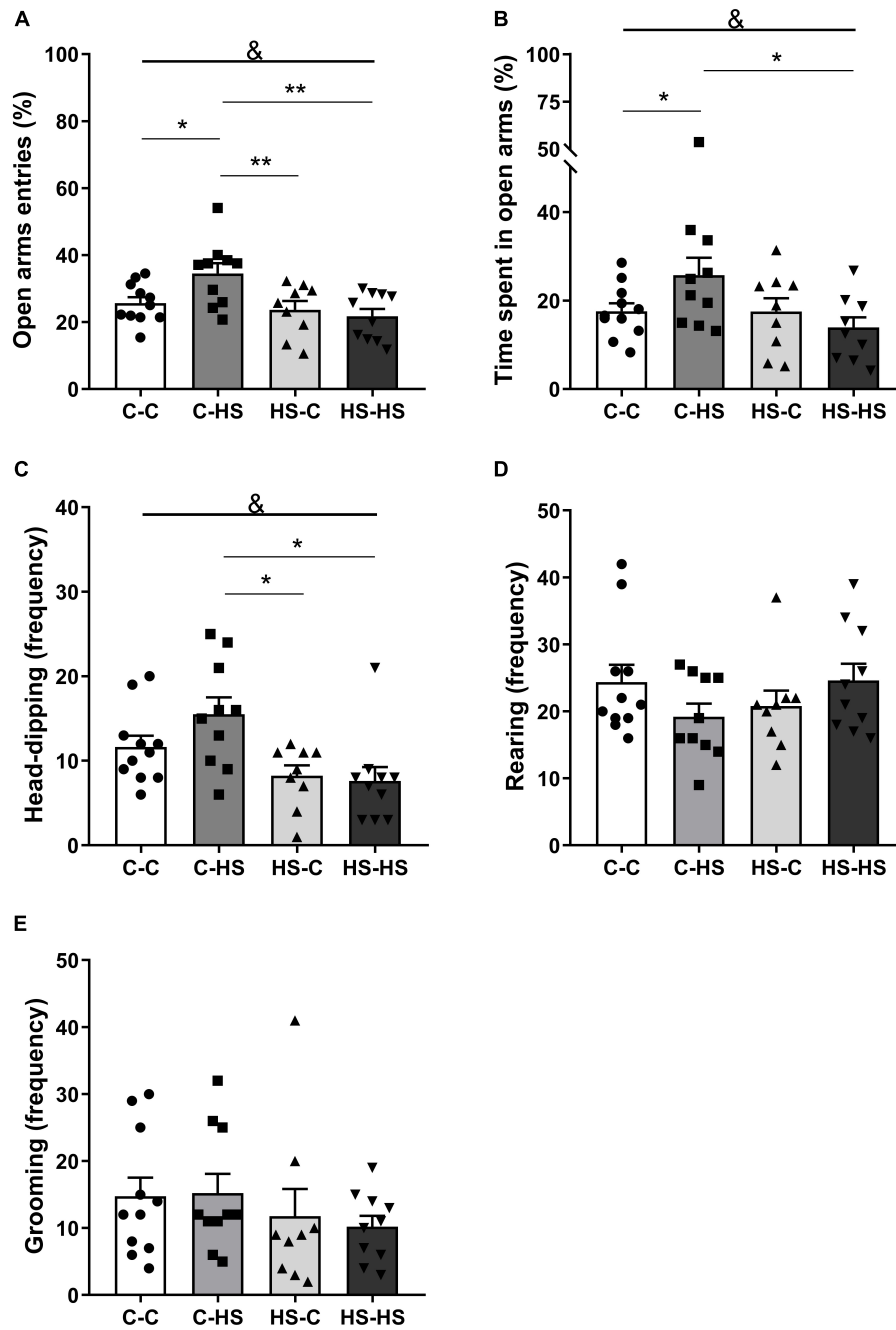 A
Open arms entries (%)
100
80
60
40
20
0
&
*
**
**
C-C C-HS HS-C HS-HS
B
Time spent in open arms (%)
100
75
50
40
20
0
&
*
*
C-C C-HS HS-C HS-HS
C
Head-dipping (frequency)
40
30
20
10
0
&
*
*
C-C C-HS HS-C HS-HS
D
Rearing (frequency)
50
40
30
20
10
0
C-C C-HS HS-C HS-HS
E
Grooming (frequency)
50
40
30
20
10
0
C-C C-HS HS-C HS-HS